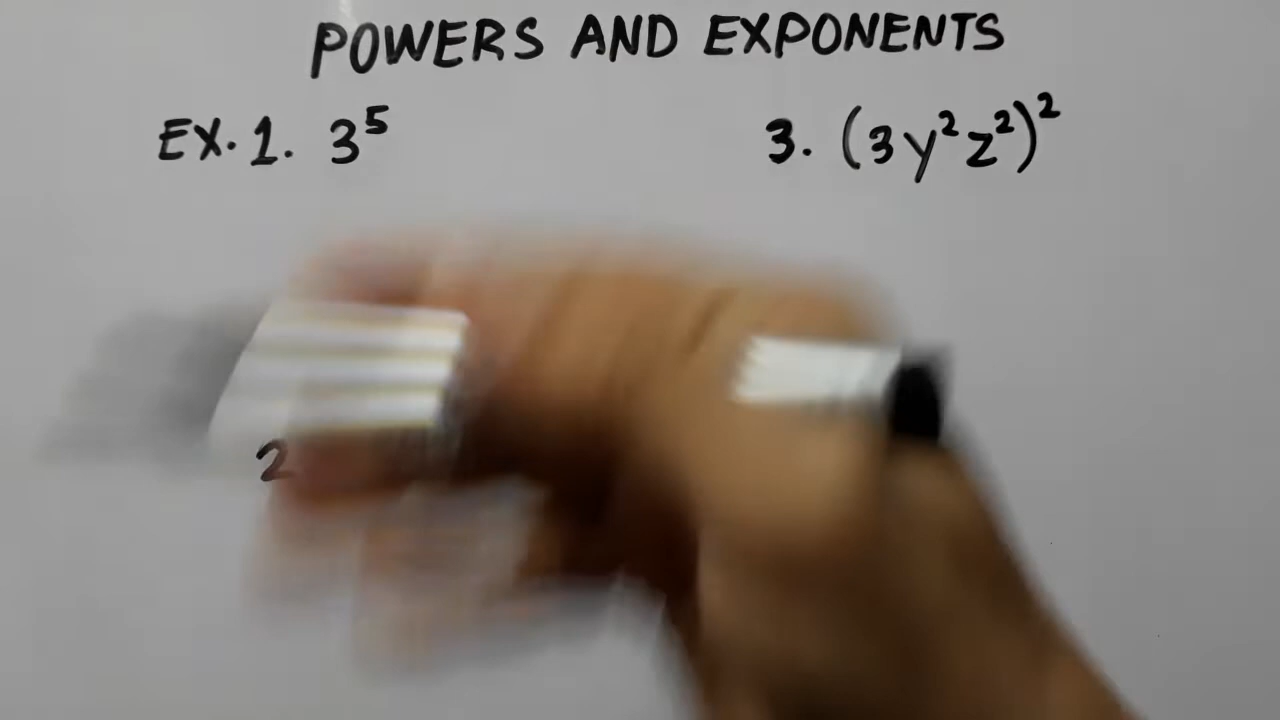 POWERS AND EXPONENTS
EX. 1. 3⁵
3. (3y²z²)²
2